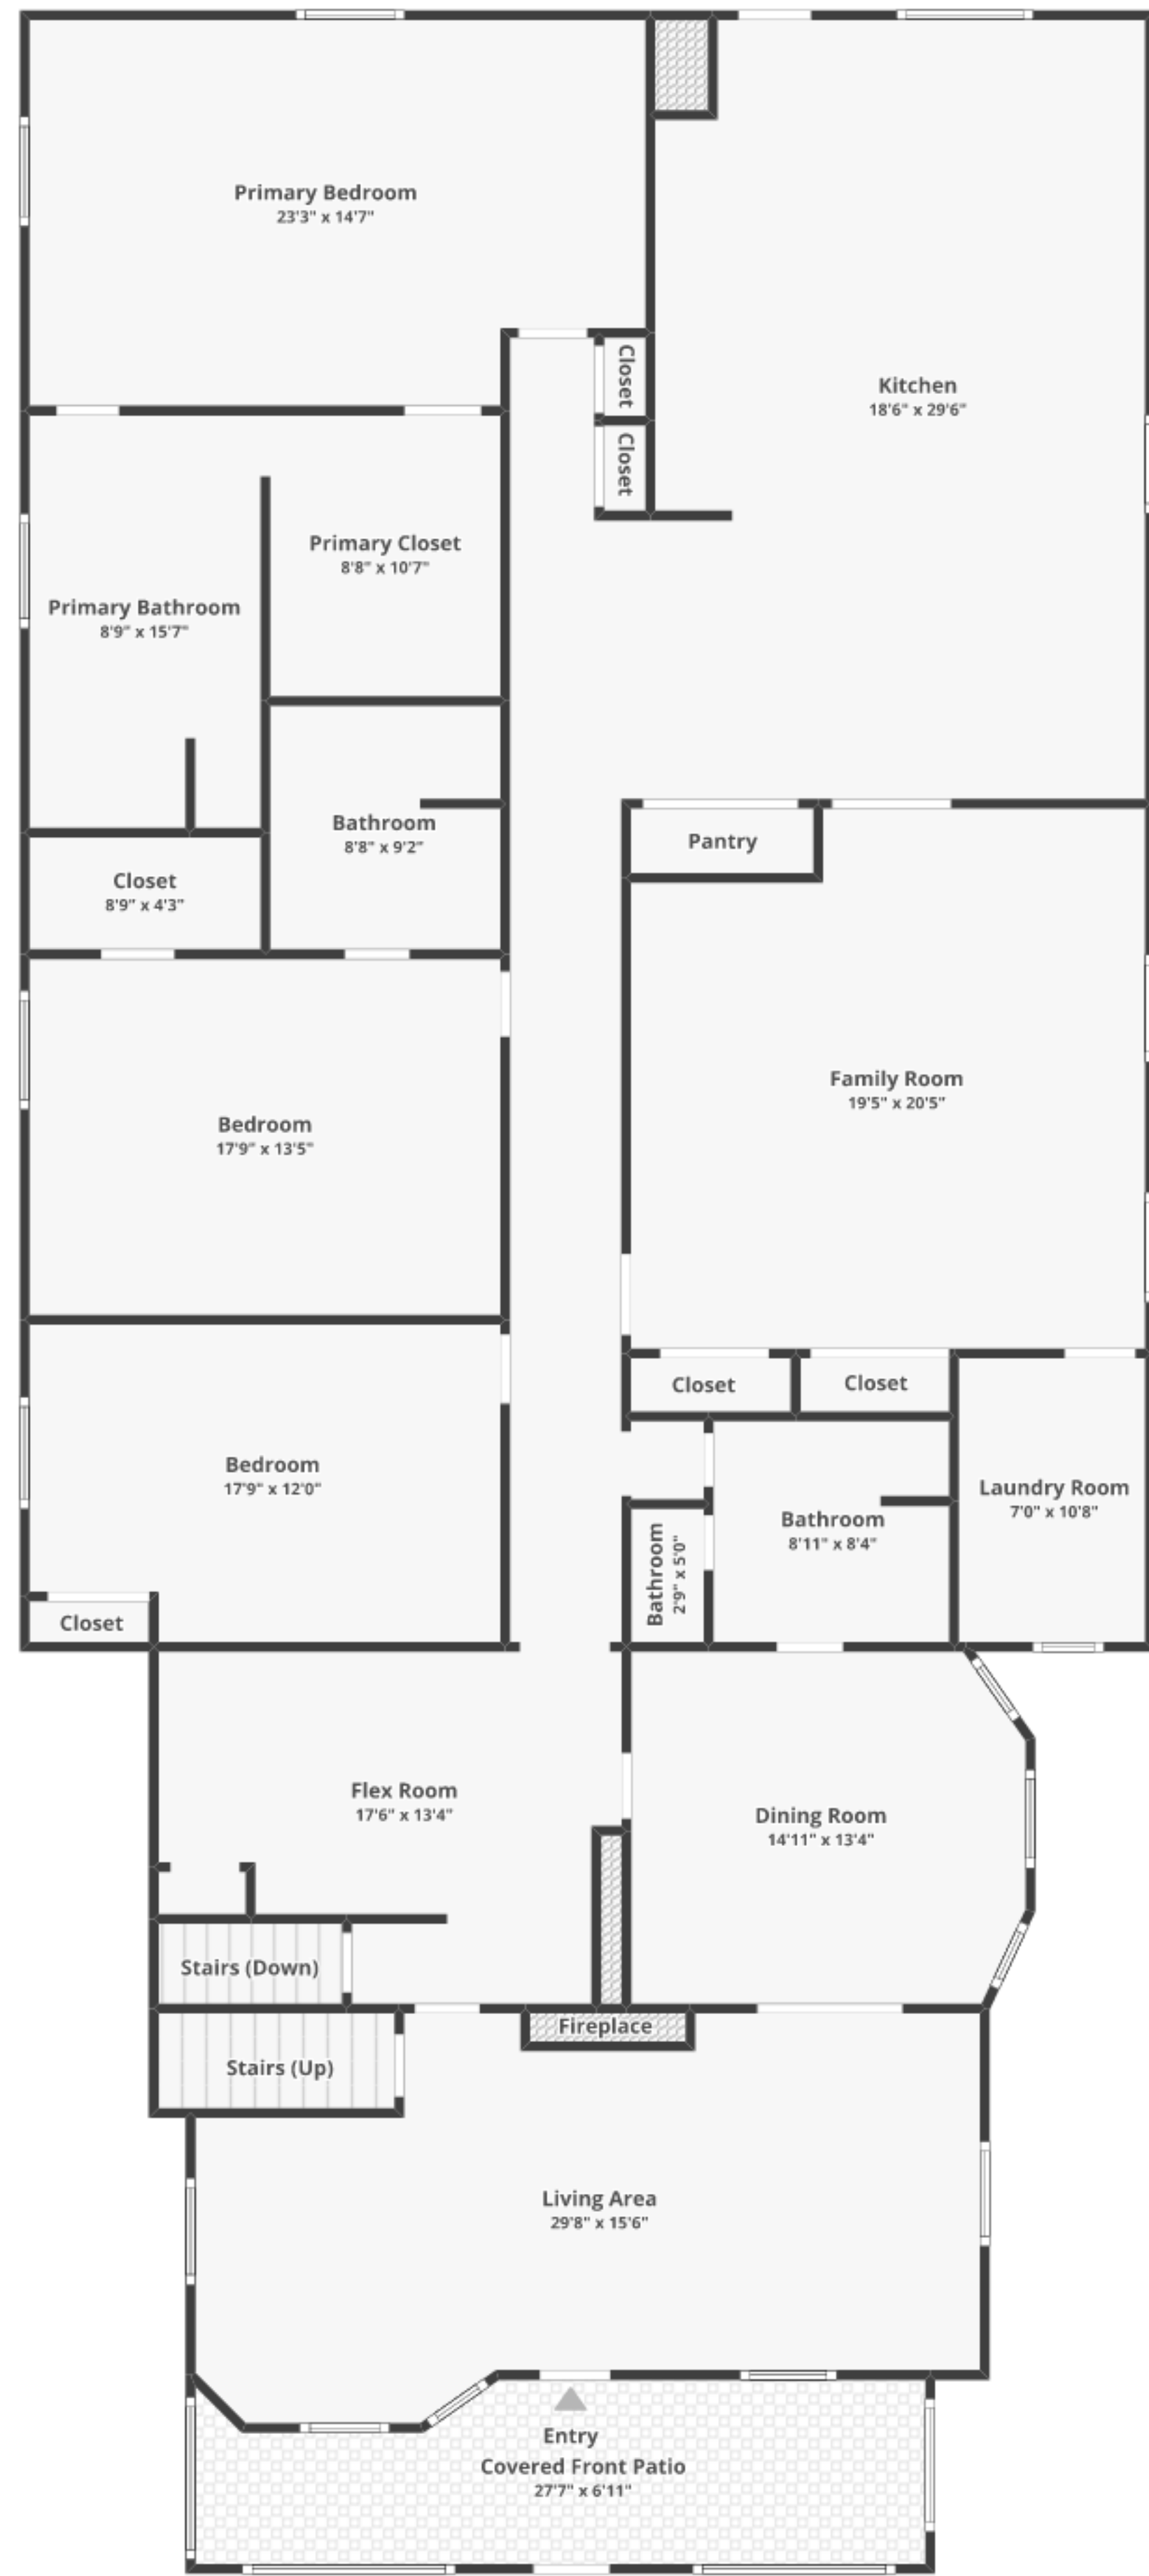 Primary Bedroom
23'3" x 14'7"
Closet
Closet
Kitchen
18'6" x 29'6"
Primary Closet
8'8" x 10'7"
Primary Bathroom
8'9" x 15'7"
Bathroom
8'8" x 9'2"
Pantry
Closet
8'9" x 4'3"
Family Room
19'5" x 20'5"
Bedroom
17'9" x 13'5"
Closet
Closet
Bedroom
17'9" x 12'0"
Laundry Room
7'0" x 10'8"
Bathroom
8'11" x 8'4"
Bathroom
2'9" x 5'0"
Closet
Flex Room
17'6" x 13'4"
Dining Room
14'11" x 13'4"
Stairs (Down)
Fireplace
Stairs (Up)
Living Area
29'8" x 15'6"
Entry
Covered Front Patio
27'7" x 6'11"